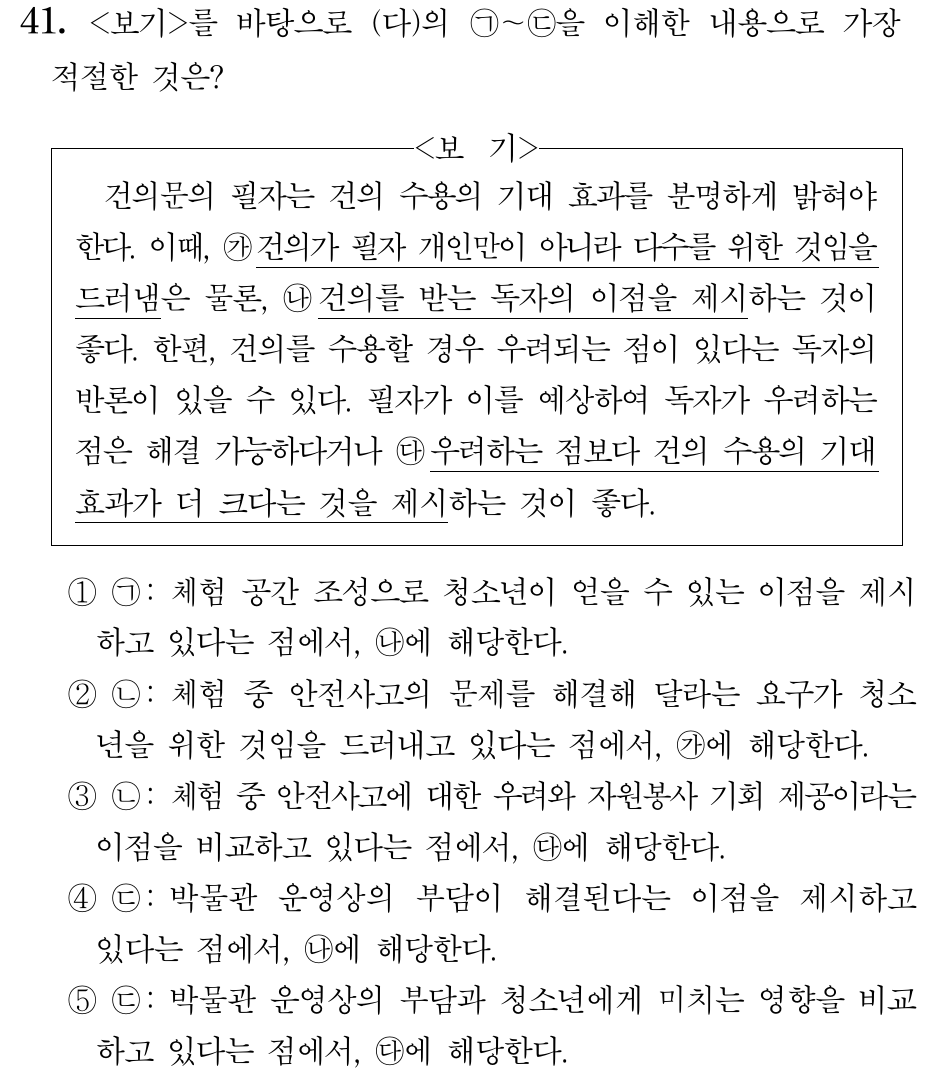 41. <보기>를 바탕으로 (다)의 ㉠~㉢을 이해한 내용으로 가장
적절한 것은?
<보 기>
건의문의 필자는 건의 수용의 기대 효과를 분명하게 밝혀야
한다. 이때, ㉮건의가 필자 개인만이 아니라 다수를 위한 것임을
드러냄은 물론, ㉯건의를 받는 독자의 이점을 제시하는 것이
좋다. 한편, 건의를 수용할 경우 우려되는 점이 있다는 독자의
반론이 있을 수 있다. 필자가 이를 예상하여 독자가 우려하는
점은 해결 가능하다거나 ㉰우려하는 점보다 건의 수용의 기대
효과가 더 크다는 것을 제시하는 것이 좋다.
① ㉠: 체험 공간 조성으로 청소년이 얻을 수 있는 이점을 제시
하고 있다는 점에서, ㉯에 해당한다.
② ㉡: 체험 중 안전사고의 문제를 해결해 달라는 요구가 청소
년을 위한 것임을 드러내고 있다는 점에서, ㉮에 해당한다.
③ ㉡: 체험 중 안전사고에 대한 우려와 자원봉사 기회 제공이라는
이점을 비교하고 있다는 점에서, ㉰에 해당한다.
④ ㉢: 박물관 운영상의 부담이 해결된다는 이점을 제시하고
있다는 점에서, ㉯에 해당한다.
⑤ ㉢: 박물관 운영상의 부담과 청소년에게 미치는 영향을 비교
하고 있다는 점에서, ㉰에 해당한다.